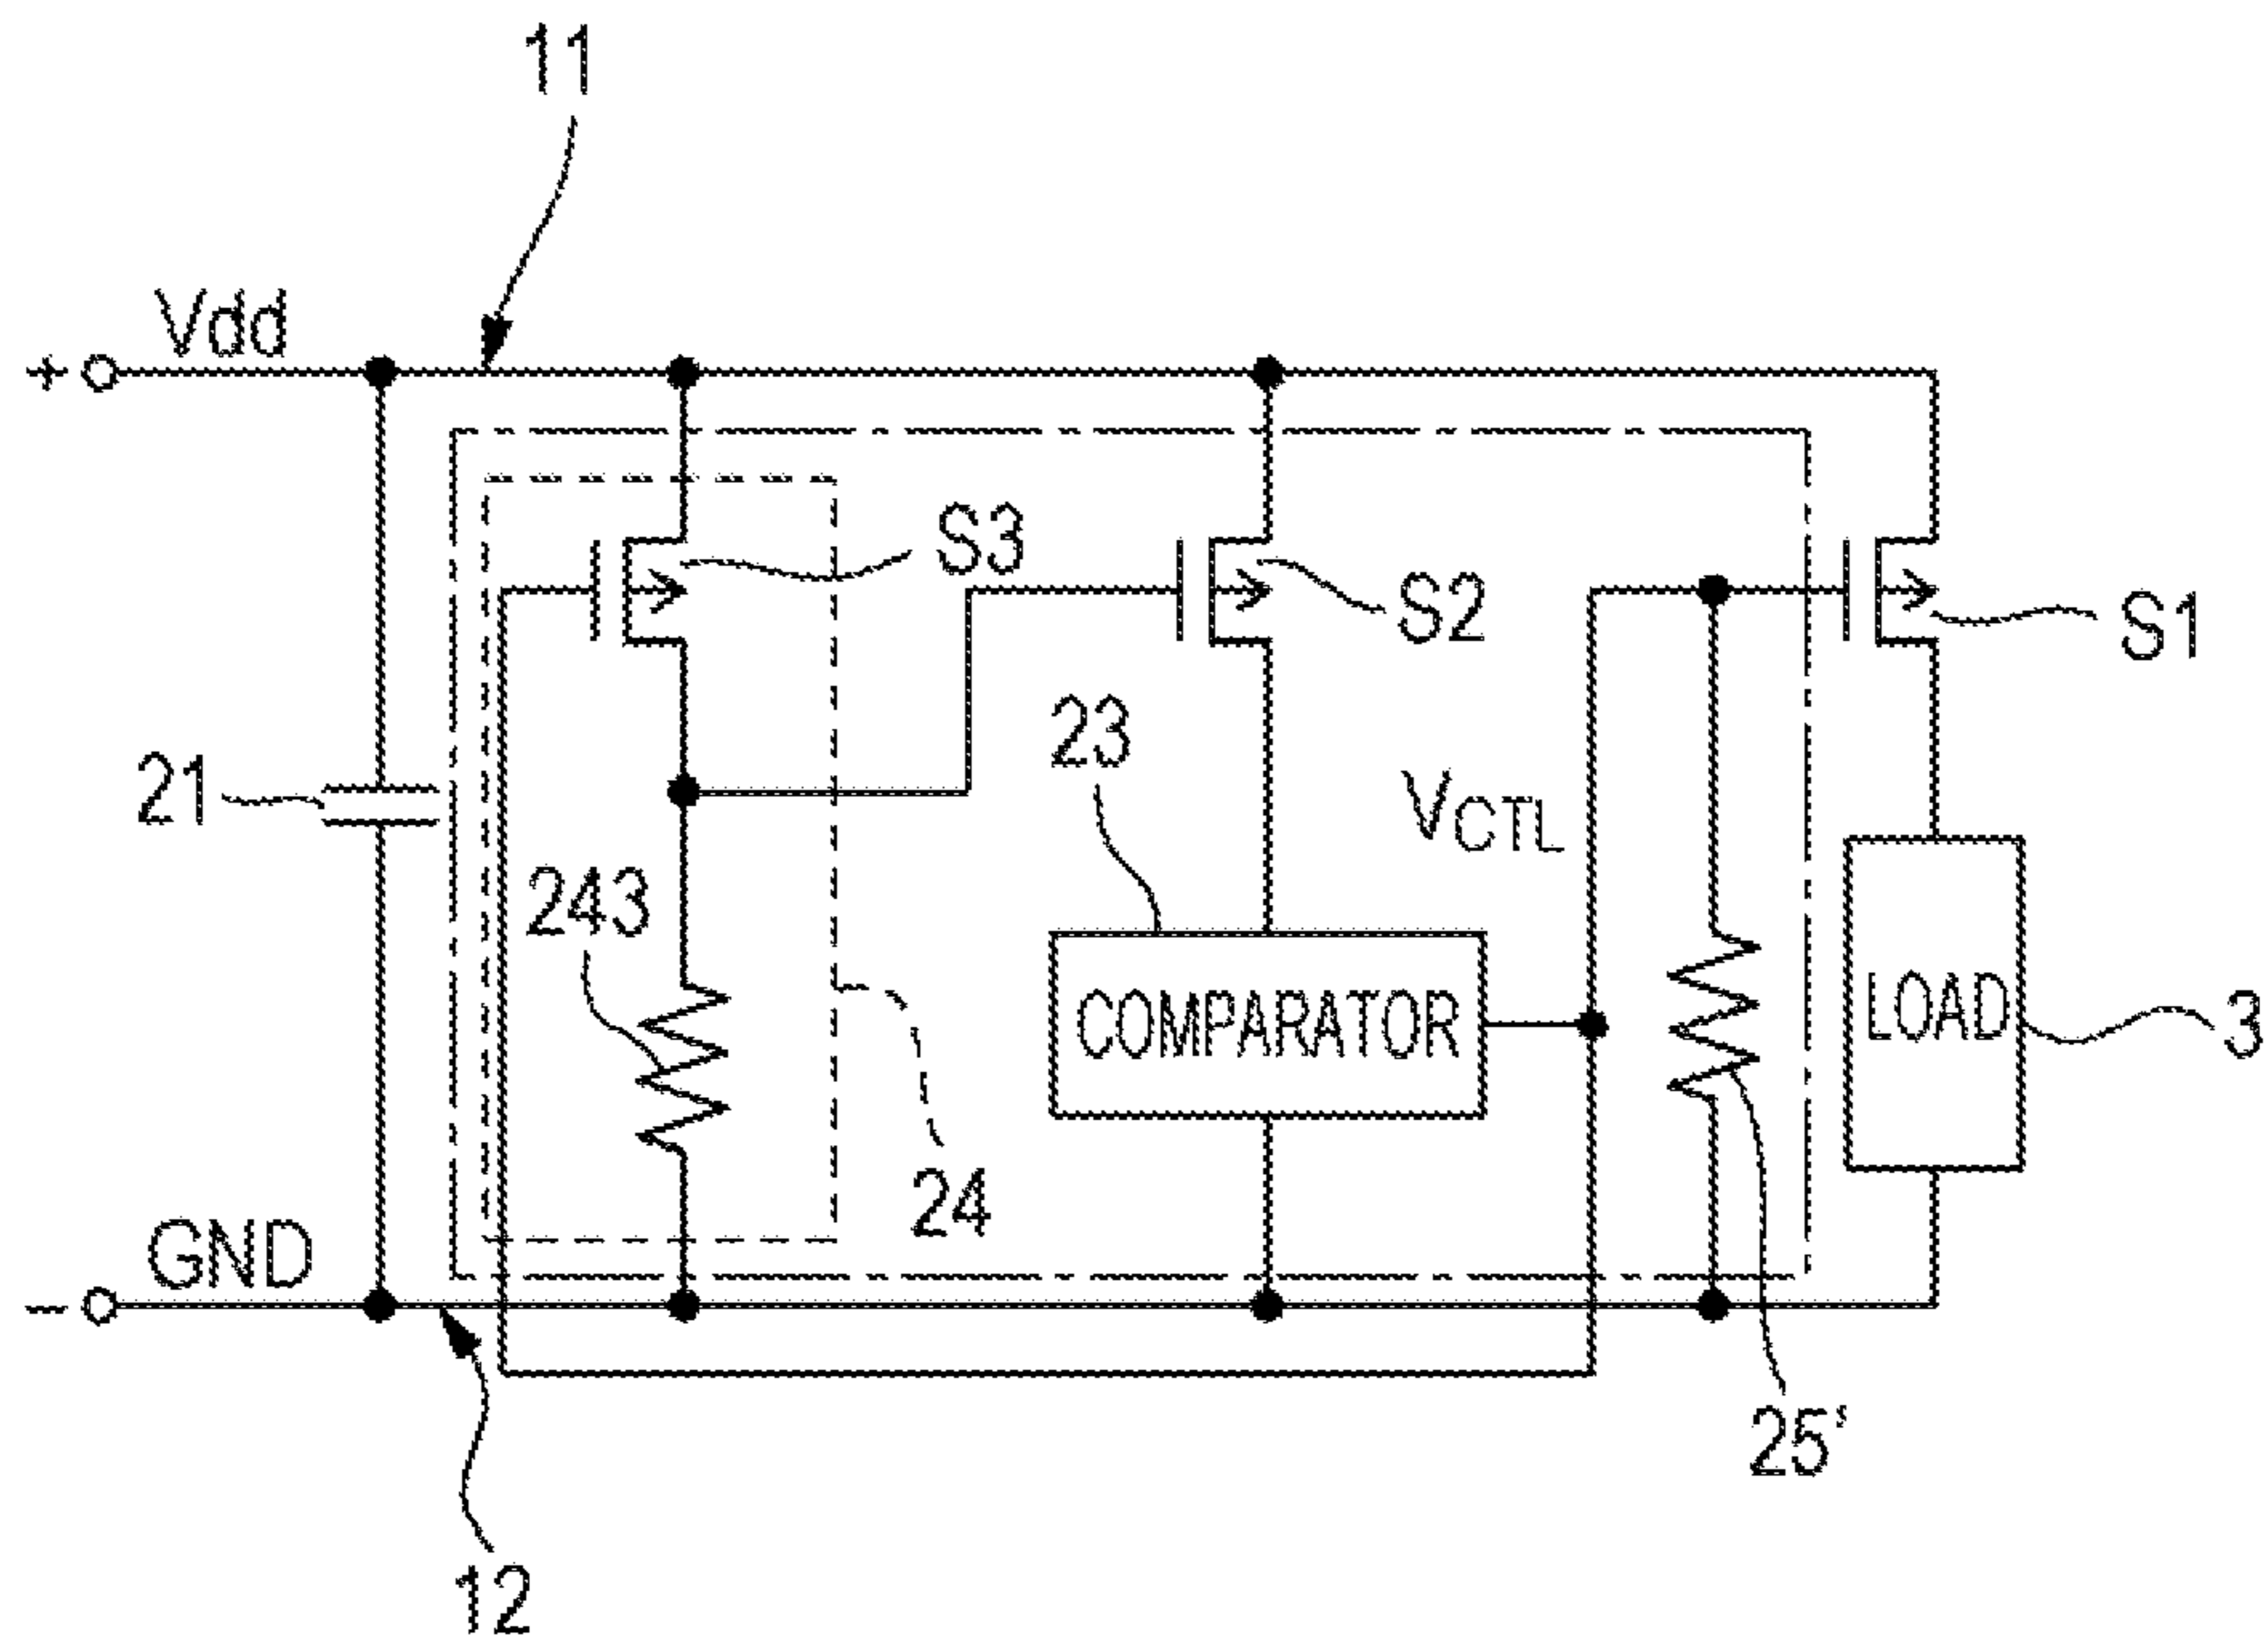 11
+ Vdd
S3
S2
S1
23
21
VCTL
243
COMPARATOR
LOAD
3
24
GND
−
25'
12